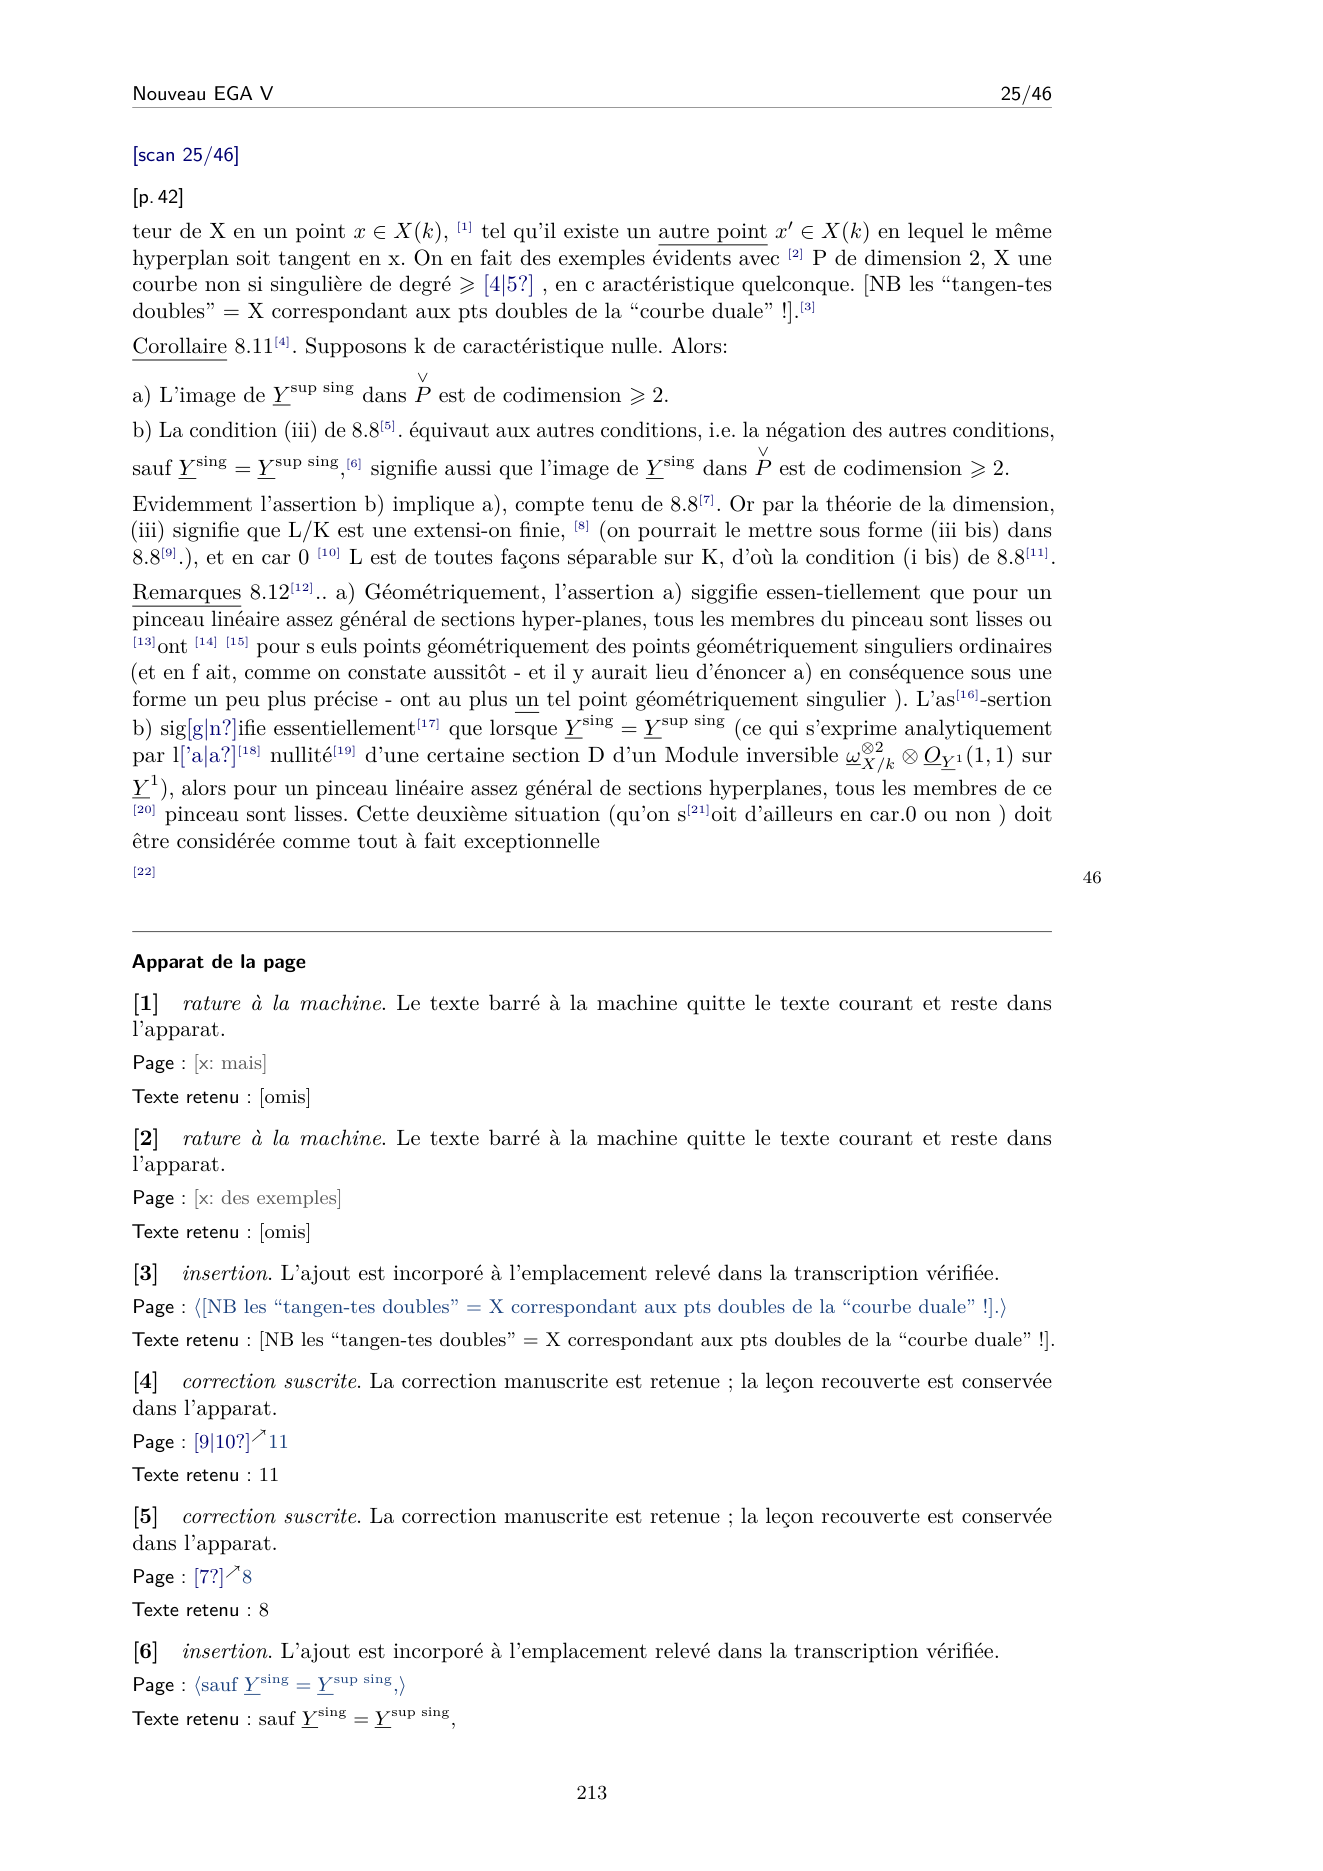 Nouveau EGA V 25/46
[scan 25/46]
[p. 42]
teur de X en un point x ∈ X(k), [1] tel qu'il existe un autre point x′ ∈ X(k) en lequel le même
hyperplan soit tangent en x. On en fait des exemples évidents avec [2] P de dimension 2, X une
courbe non si singulière de degré ⩾ [4|5?] , en c aractéristique quelconque. [NB les “tangen-tes
doubles” = X correspondant aux pts doubles de la “courbe duale” !].[3]
Corollaire 8.11[4]. Supposons k de caractéristique nulle. Alors:
a) L'image de Y^sup sing dans P̌ est de codimension ⩾ 2.
b) La condition (iii) de 8.8[5]. équivaut aux autres conditions, i.e. la négation des autres conditions,
sauf Y^sing = Y^sup sing,[6] signifie aussi que l'image de Y^sing dans P̌ est de codimension ⩾ 2.
Evidemment l'assertion b) implique a), compte tenu de 8.8[7]. Or par la théorie de la dimension,
(iii) signifie que L/K est une extensi-on finie, [8] (on pourrait le mettre sous forme (iii bis) dans
8.8[9].), et en car 0 [10] L est de toutes façons séparable sur K, d'où la condition (i bis) de 8.8[11].
Remarques 8.12[12].. a) Géométriquement, l'assertion a) siggifie essen-tiellement que pour un
pinceau linéaire assez général de sections hyper-planes, tous les membres du pinceau sont lisses ou
[13]ont [14] [15] pour s euls points géométriquement des points géométriquement singuliers ordinaires
(et en f ait, comme on constate aussitôt - et il y aurait lieu d'énoncer a) en conséquence sous une
forme un peu plus précise - ont au plus un tel point géométriquement singulier ). L'as[16]-sertion
b) sig[g|n?]ifie essentiellement[17] que lorsque Y^sing = Y^sup sing (ce qui s'exprime analytiquement
par l['a|a?][18] nullité[19] d'une certaine section D d'un Module inversible ω^⊗2_X/k ⊗ O_Y^1(1, 1) sur
Y^1), alors pour un pinceau linéaire assez général de sections hyperplanes, tous les membres de ce
[20] pinceau sont lisses. Cette deuxième situation (qu'on s[21]oit d'ailleurs en car.0 ou non ) doit
être considérée comme tout à fait exceptionnelle
[22]
46
Apparat de la page
[1] rature à la machine. Le texte barré à la machine quitte le texte courant et reste dans
l'apparat.
Page : [x: mais]
Texte retenu : [omis]
[2] rature à la machine. Le texte barré à la machine quitte le texte courant et reste dans
l'apparat.
Page : [x: des exemples]
Texte retenu : [omis]
[3] insertion. L'ajout est incorporé à l'emplacement relevé dans la transcription vérifiée.
Page : ⟨[NB les “tangen-tes doubles” = X correspondant aux pts doubles de la “courbe duale” !].⟩
Texte retenu : [NB les “tangen-tes doubles” = X correspondant aux pts doubles de la “courbe duale” !].
[4] correction suscrite. La correction manuscrite est retenue ; la leçon recouverte est conservée
dans l'apparat.
Page : [9|10?]↗11
Texte retenu : 11
[5] correction suscrite. La correction manuscrite est retenue ; la leçon recouverte est conservée
dans l'apparat.
Page : [7?]↗8
Texte retenu : 8
[6] insertion. L'ajout est incorporé à l'emplacement relevé dans la transcription vérifiée.
Page : ⟨sauf Y^sing = Y^sup sing,⟩
Texte retenu : sauf Y^sing = Y^sup sing,
213